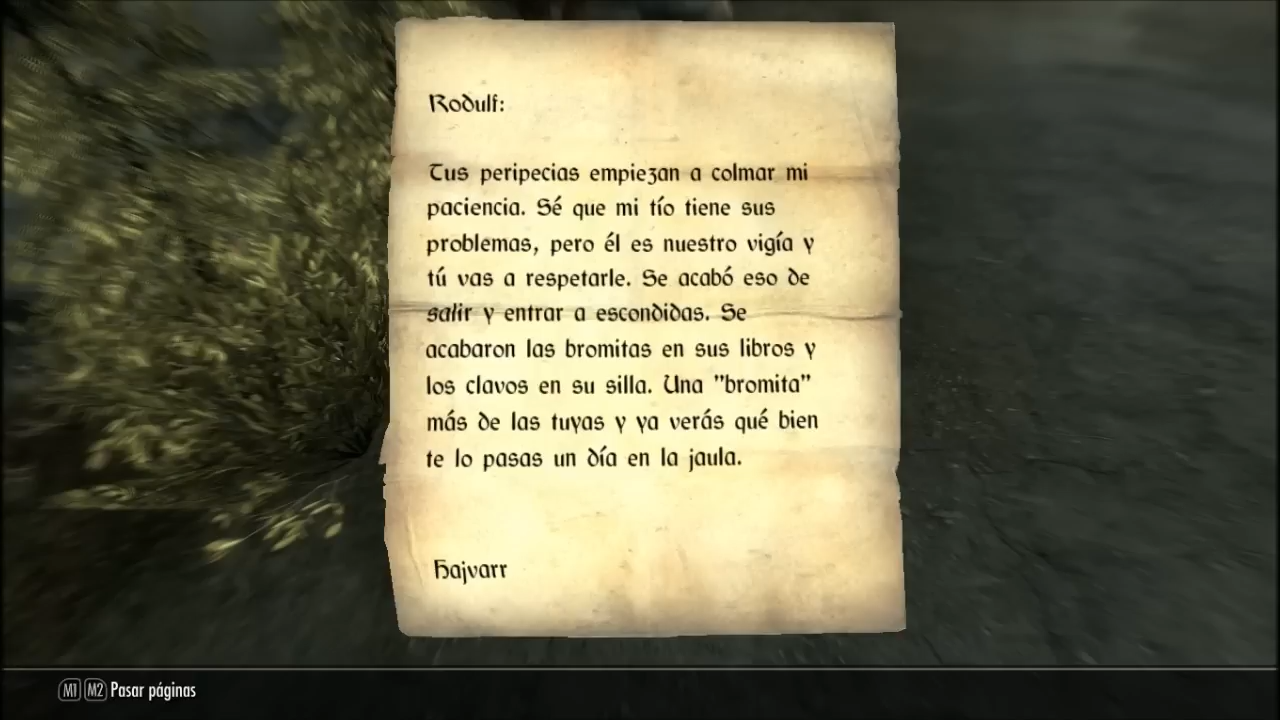 Rodulf:
Tus peripecias empiezan a colmar mi
paciencia. Sé que mi tío tiene sus
problemas, pero él es nuestro vigía y
tú vas a respetarle. Se acabó eso de
salir y entrar a escondidas. Se
acabaron las bromitas en sus libros y
los clavos en su silla. Una "bromita"
más de las tuyas y ya verás qué bien
te lo pasas un día en la jaula.
Hajvarr
M1 M2 Pasar páginas